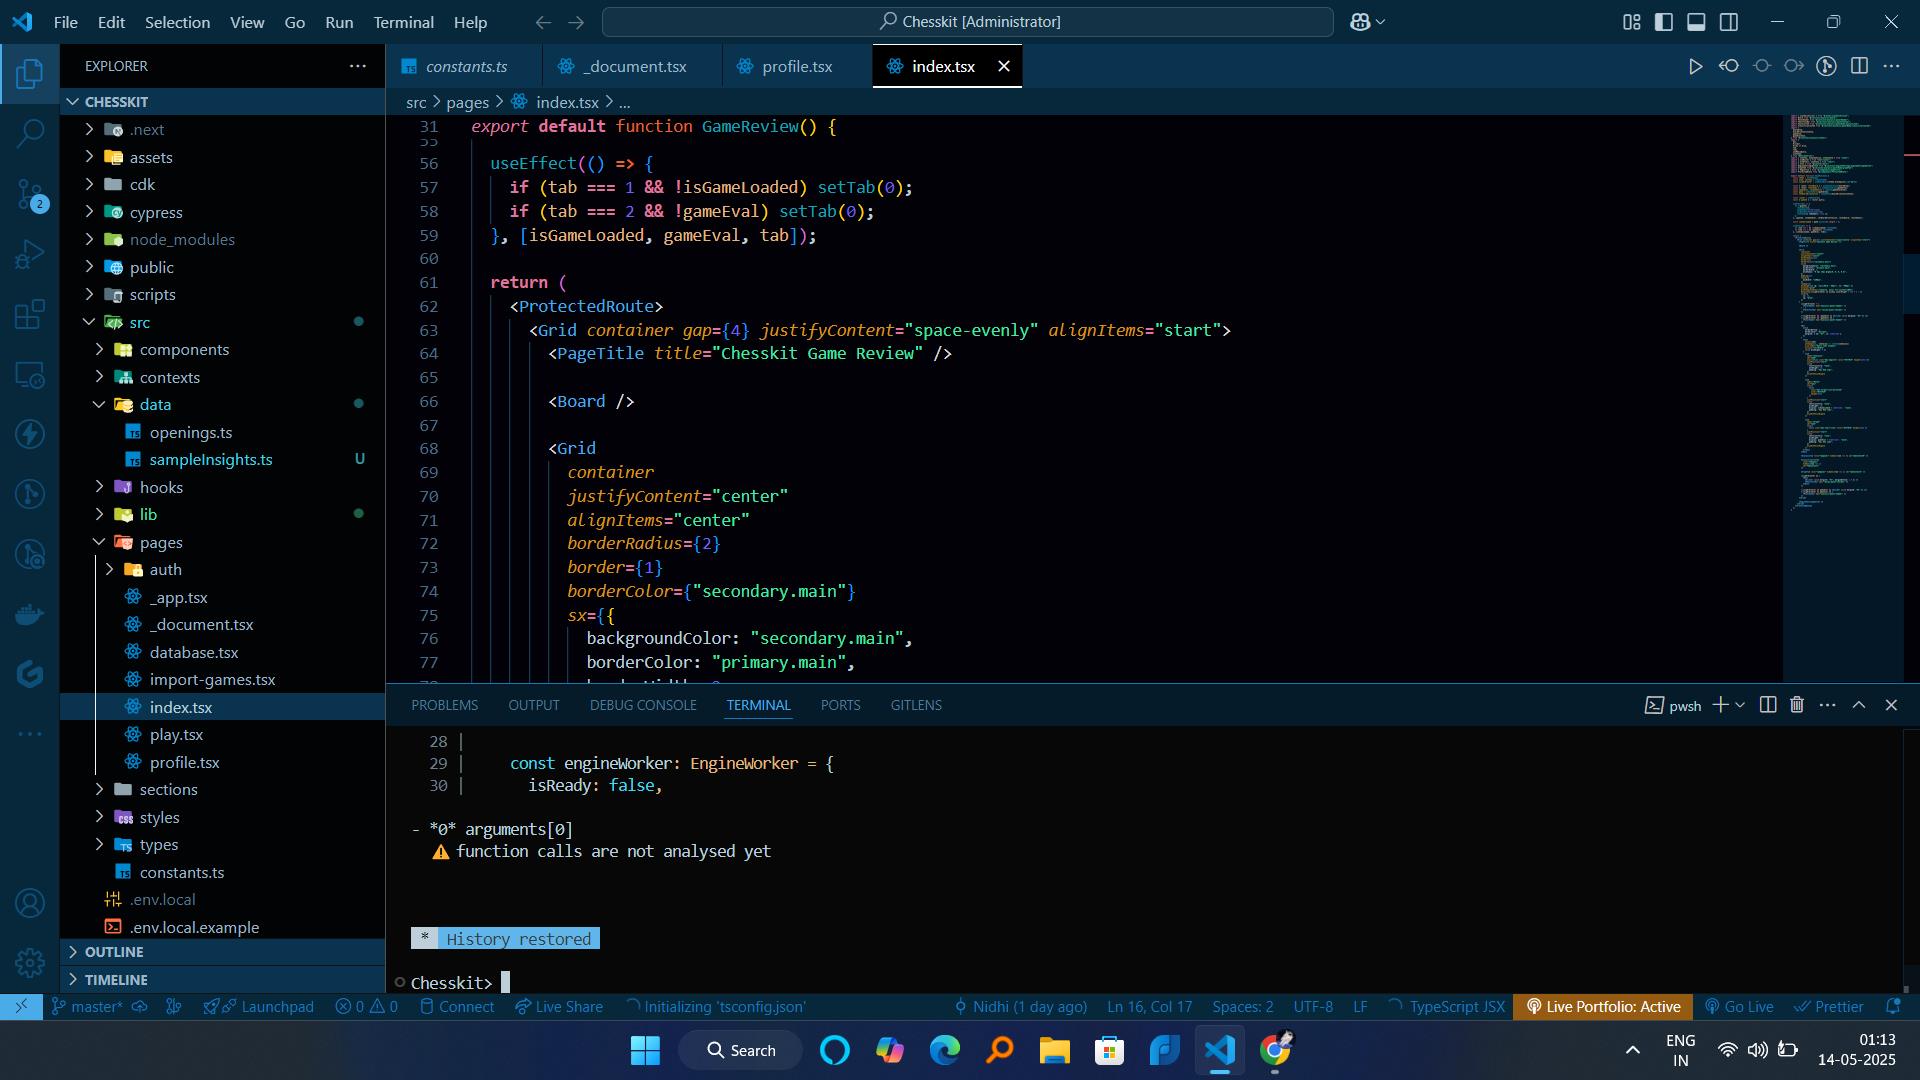 File Edit Selection View Go Run Terminal Help
Chesskit [Administrator]
EXPLORER
CHESSKIT
.next
assets
cdk
cypress
node_modules
public
scripts
src
components
contexts
data
openings.ts
sampleInsights.ts U
hooks
lib
pages
auth
_app.tsx
_document.tsx
database.tsx
import-games.tsx
index.tsx
play.tsx
profile.tsx
sections
styles
types
constants.ts
.env.local
.env.local.example
OUTLINE
TIMELINE
2
constants.ts _document.tsx profile.tsx index.tsx
src > pages > index.tsx > ...
31 export default function GameReview() {
55
56 useEffect(() => {
57 if (tab === 1 && !isGameLoaded) setTab(0);
58 if (tab === 2 && !gameEval) setTab(0);
59 }, [isGameLoaded, gameEval, tab]);
60
61 return (
62 <ProtectedRoute>
63 <Grid container gap={4} justifyContent="space-evenly" alignItems="start">
64 <PageTitle title="Chesskit Game Review" />
65
66 <Board />
67
68 <Grid
69 container
70 justifyContent="center"
71 alignItems="center"
72 borderRadius={2}
73 border={1}
74 borderColor={"secondary.main"}
75 sx={{
76 backgroundColor: "secondary.main",
77 borderColor: "primary.main",
PROBLEMS OUTPUT DEBUG CONSOLE TERMINAL PORTS GITLENS
pwsh
28 |
29 | const engineWorker: EngineWorker = {
30 | isReady: false,
- *0* arguments[0]
⚠ function calls are not analysed yet
* History restored
Chesskit>
master* Launchpad 0 0 Connect Live Share Initializing 'tsconfig.json' Nidhi (1 day ago) Ln 16, Col 17 Spaces: 2 UTF-8 LF TypeScript JSX Live Portfolio: Active Go Live Prettier
Search
ENG
IN
01:13
14-05-2025